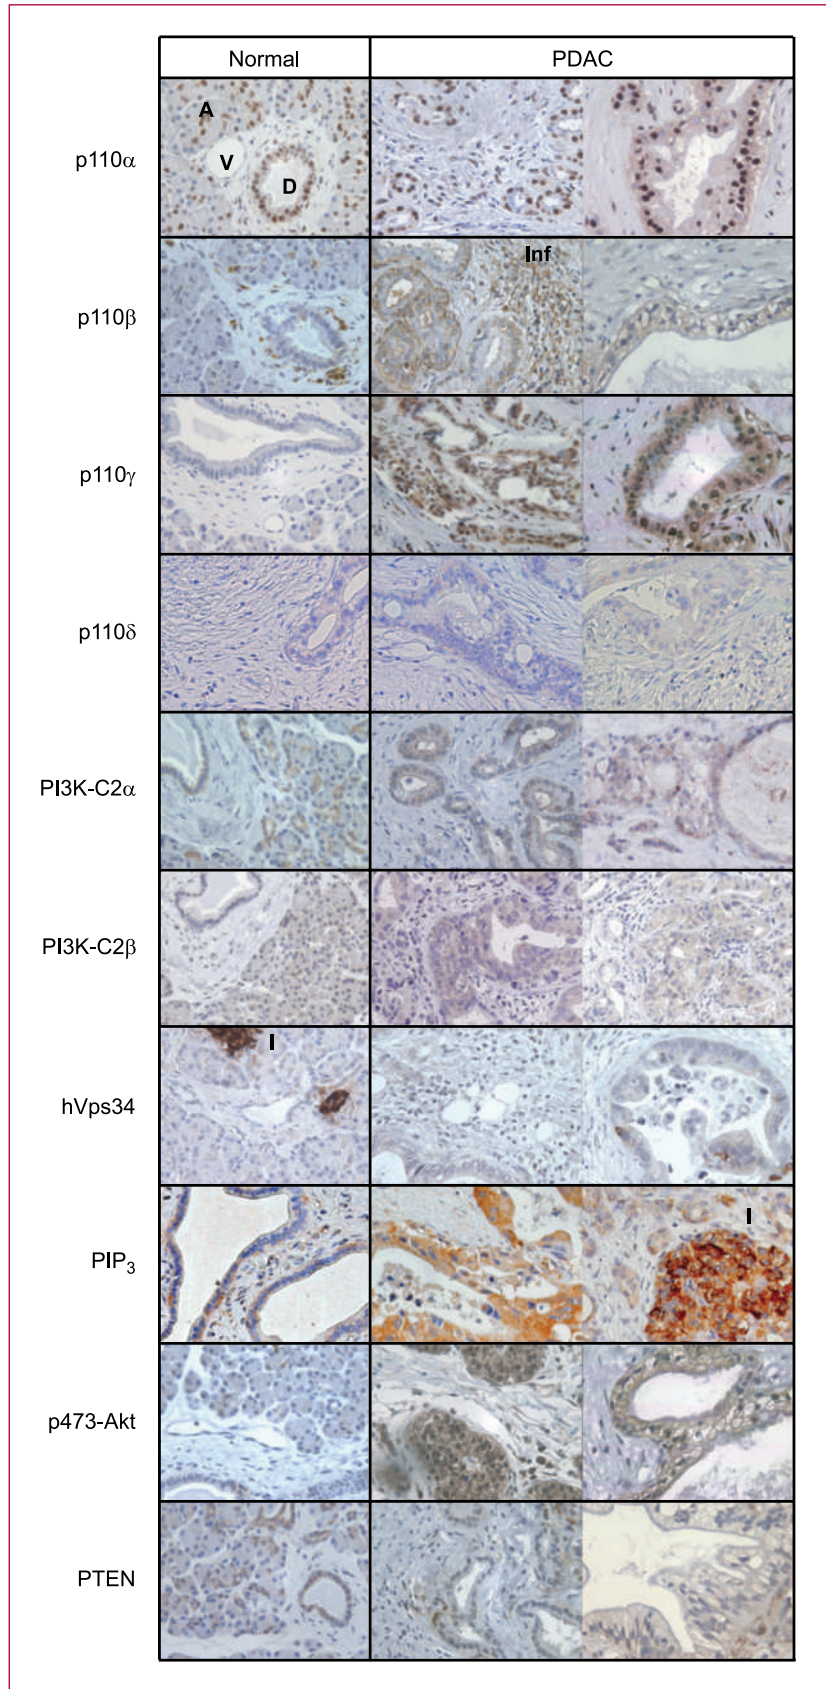 Normal PDAC
p110α A V D
p110β Inf
p110γ
p110δ
PI3K-C2α
PI3K-C2β
hVps34 I
PIP₃ I
p473-Akt
PTEN